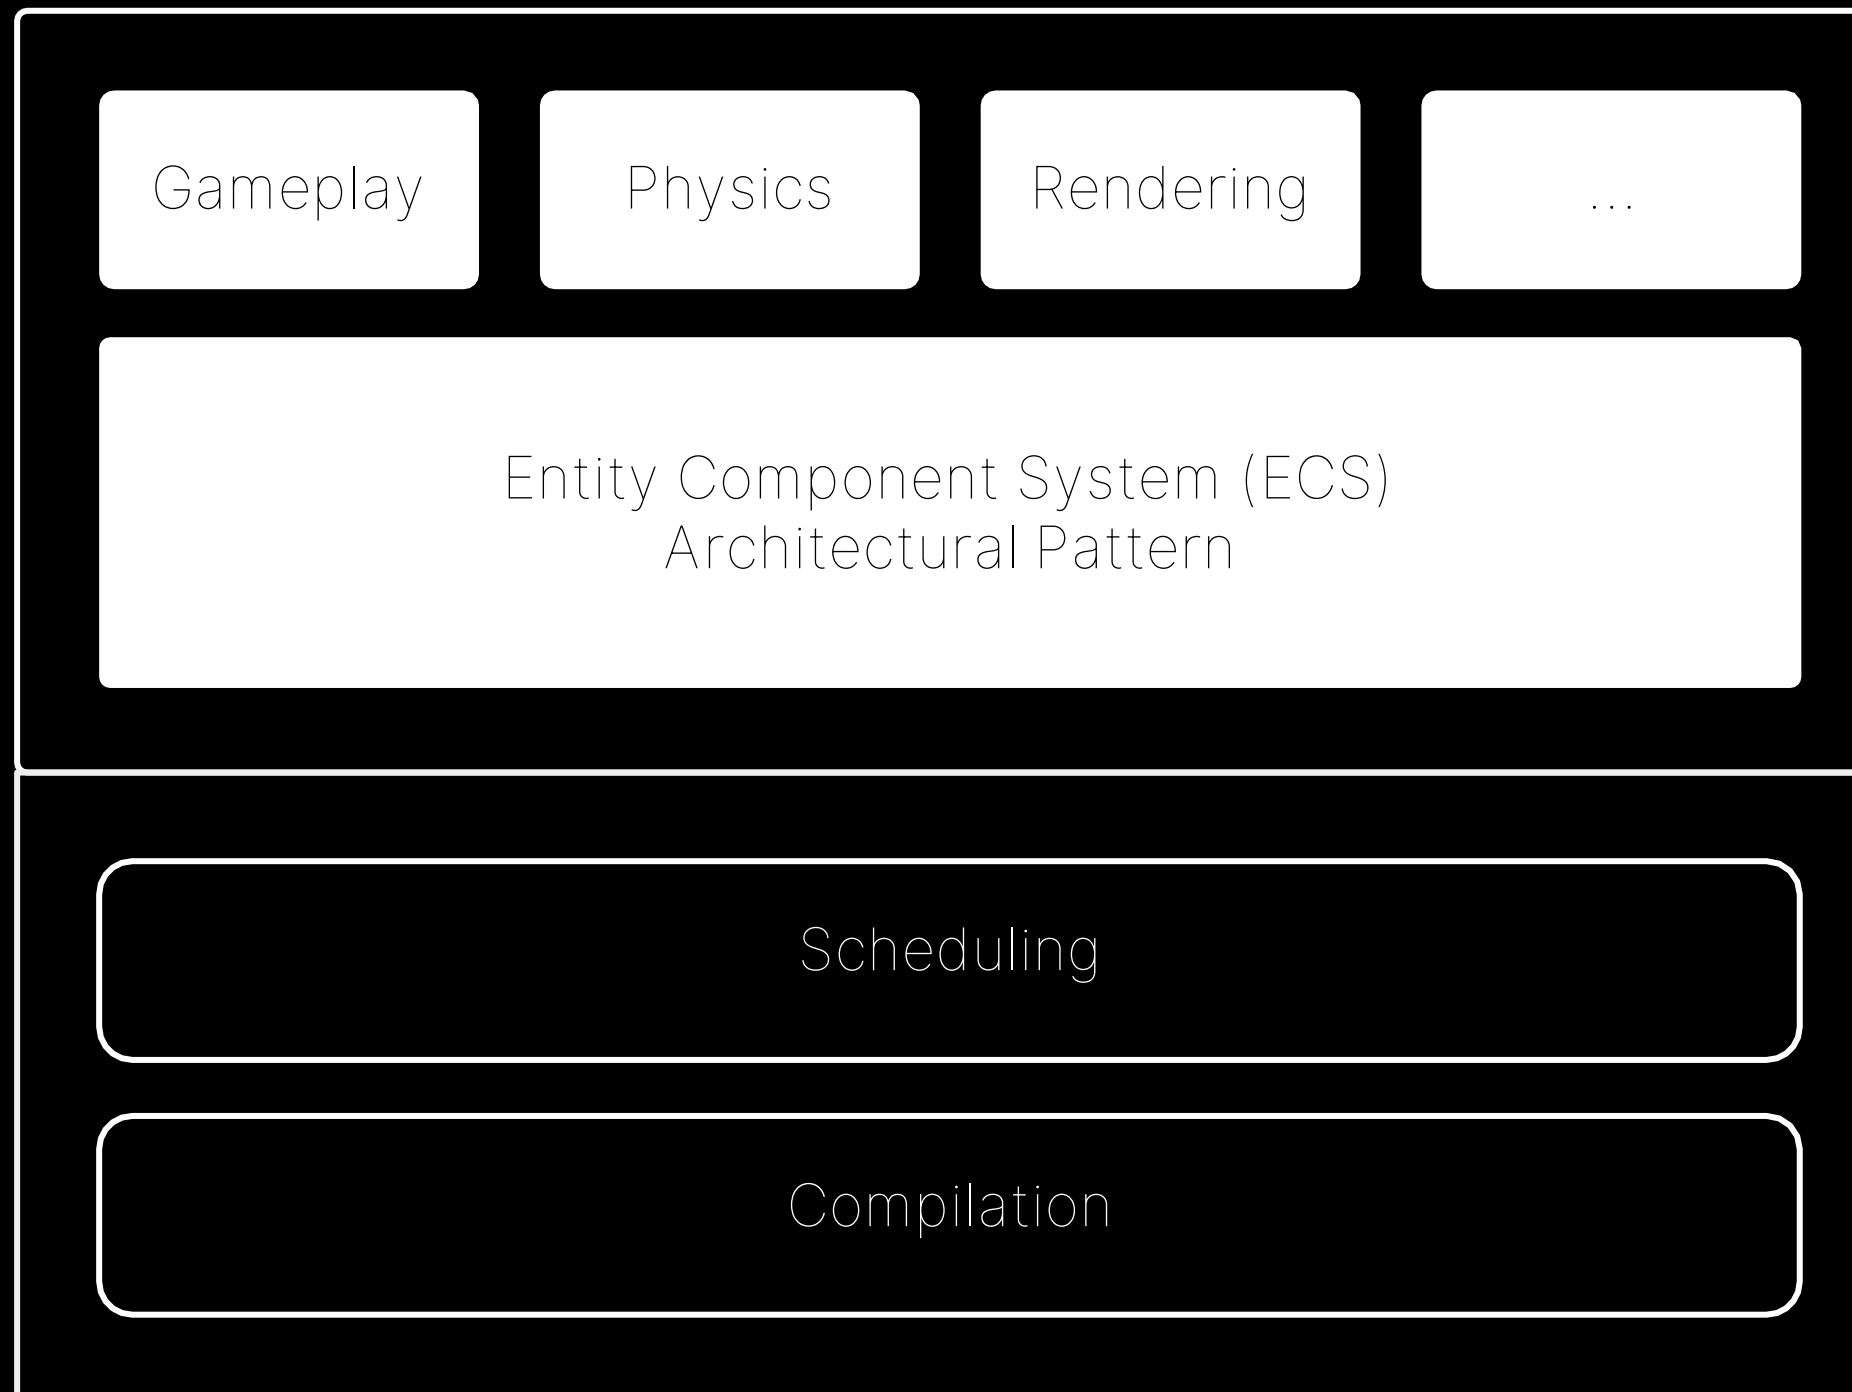 Gameplay
Physics
Rendering
...
Entity Component System (ECS)
Architectural Pattern
Scheduling
Compilation